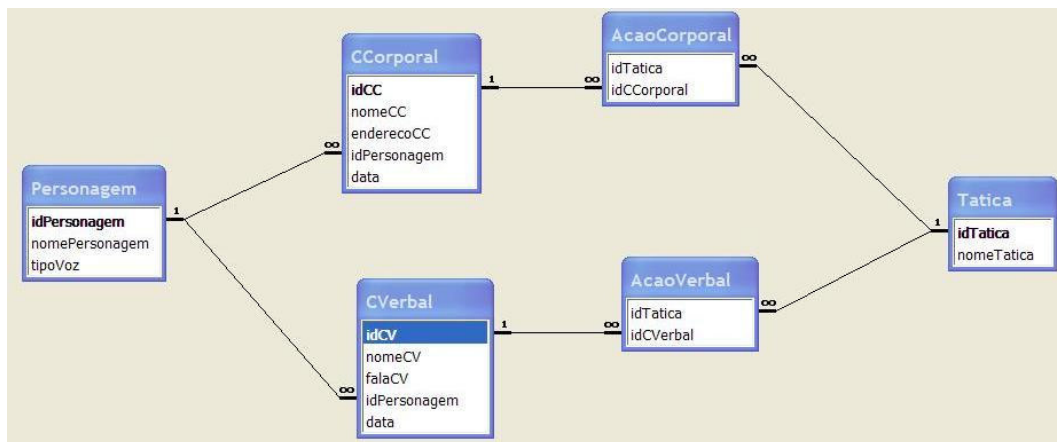 Personagem
idPersonagem
nomePersonagem
tipoVoz
1
∞
∞
CCorporal
idCC
nomeCC
enderecoCC
idPersonagem
data
1
∞
AcaoCorporal
idTatica
idCCorporal
∞
CVerbal
idCV
nomeCV
falaCV
idPersonagem
data
1
∞
AcaoVerbal
idTatica
idCVerbal
∞
1
Tatica
idTatica
nomeTatica